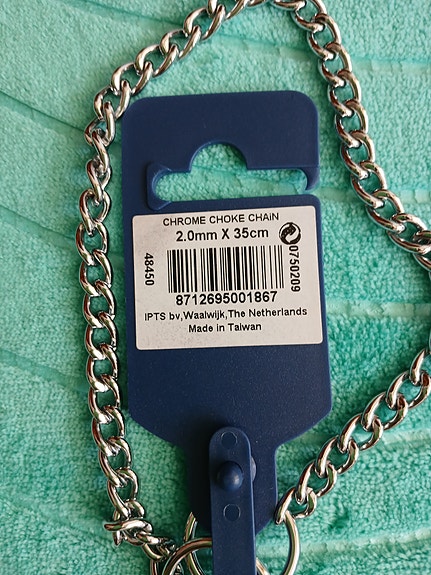 CHROME CHOKE CHAIN
2.0mm X 35cm
48450
0750209
8712695001867
IPTS bv,Waalwijk,The Netherlands
Made in Taiwan